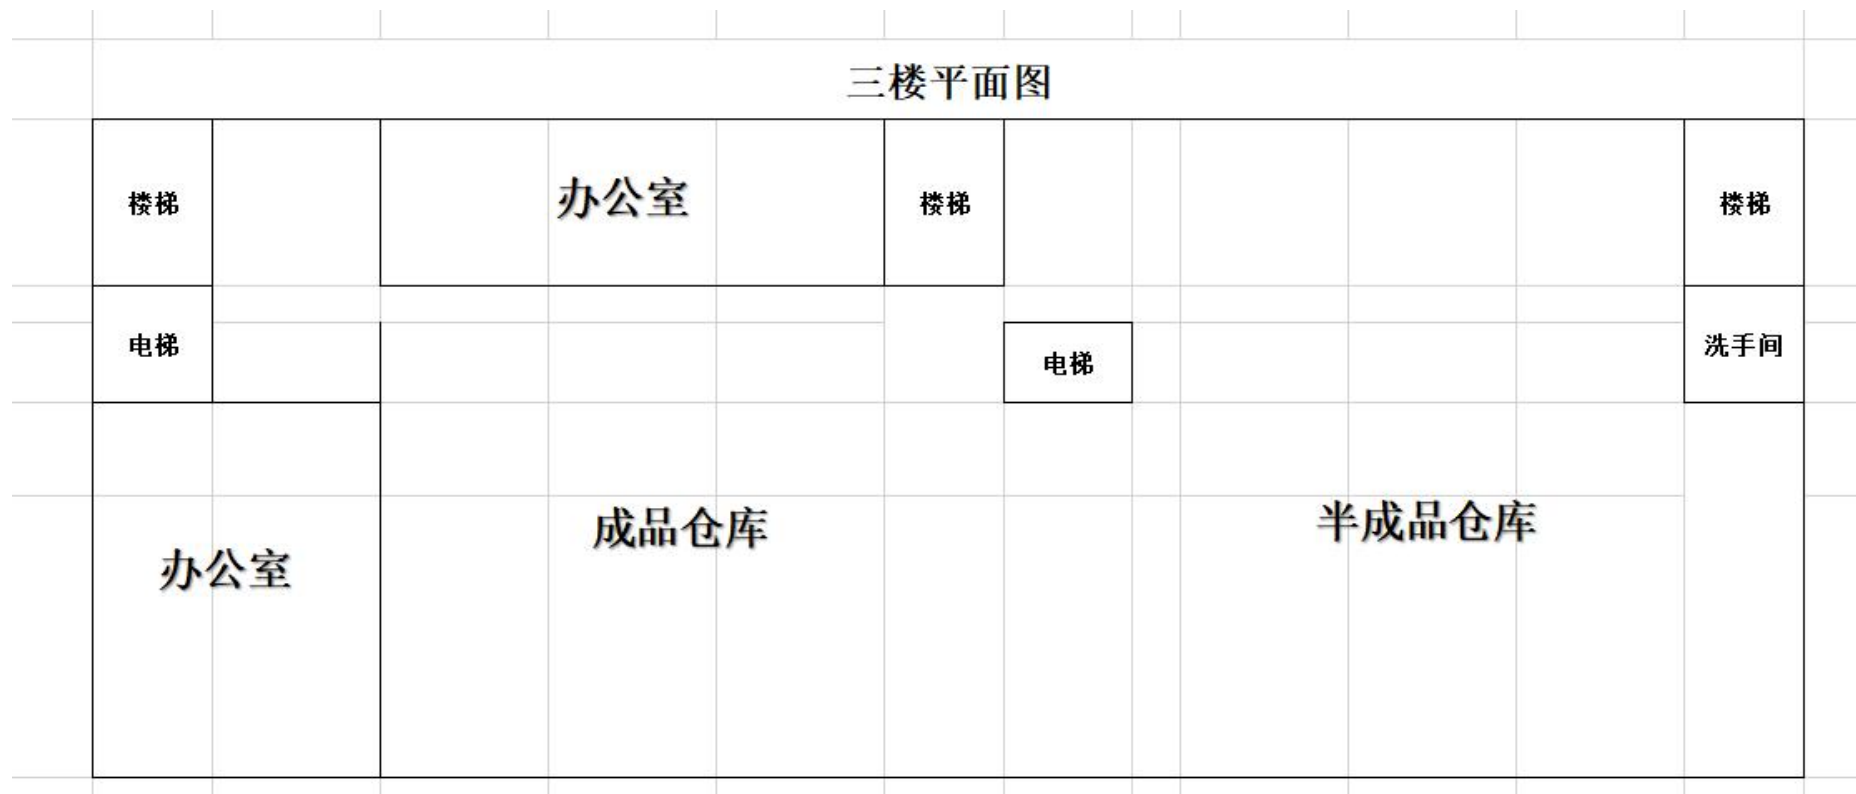 三楼平面图
楼梯
办公室
楼梯
楼梯
电梯
电梯
洗手间
办公室
成品仓库
半成品仓库